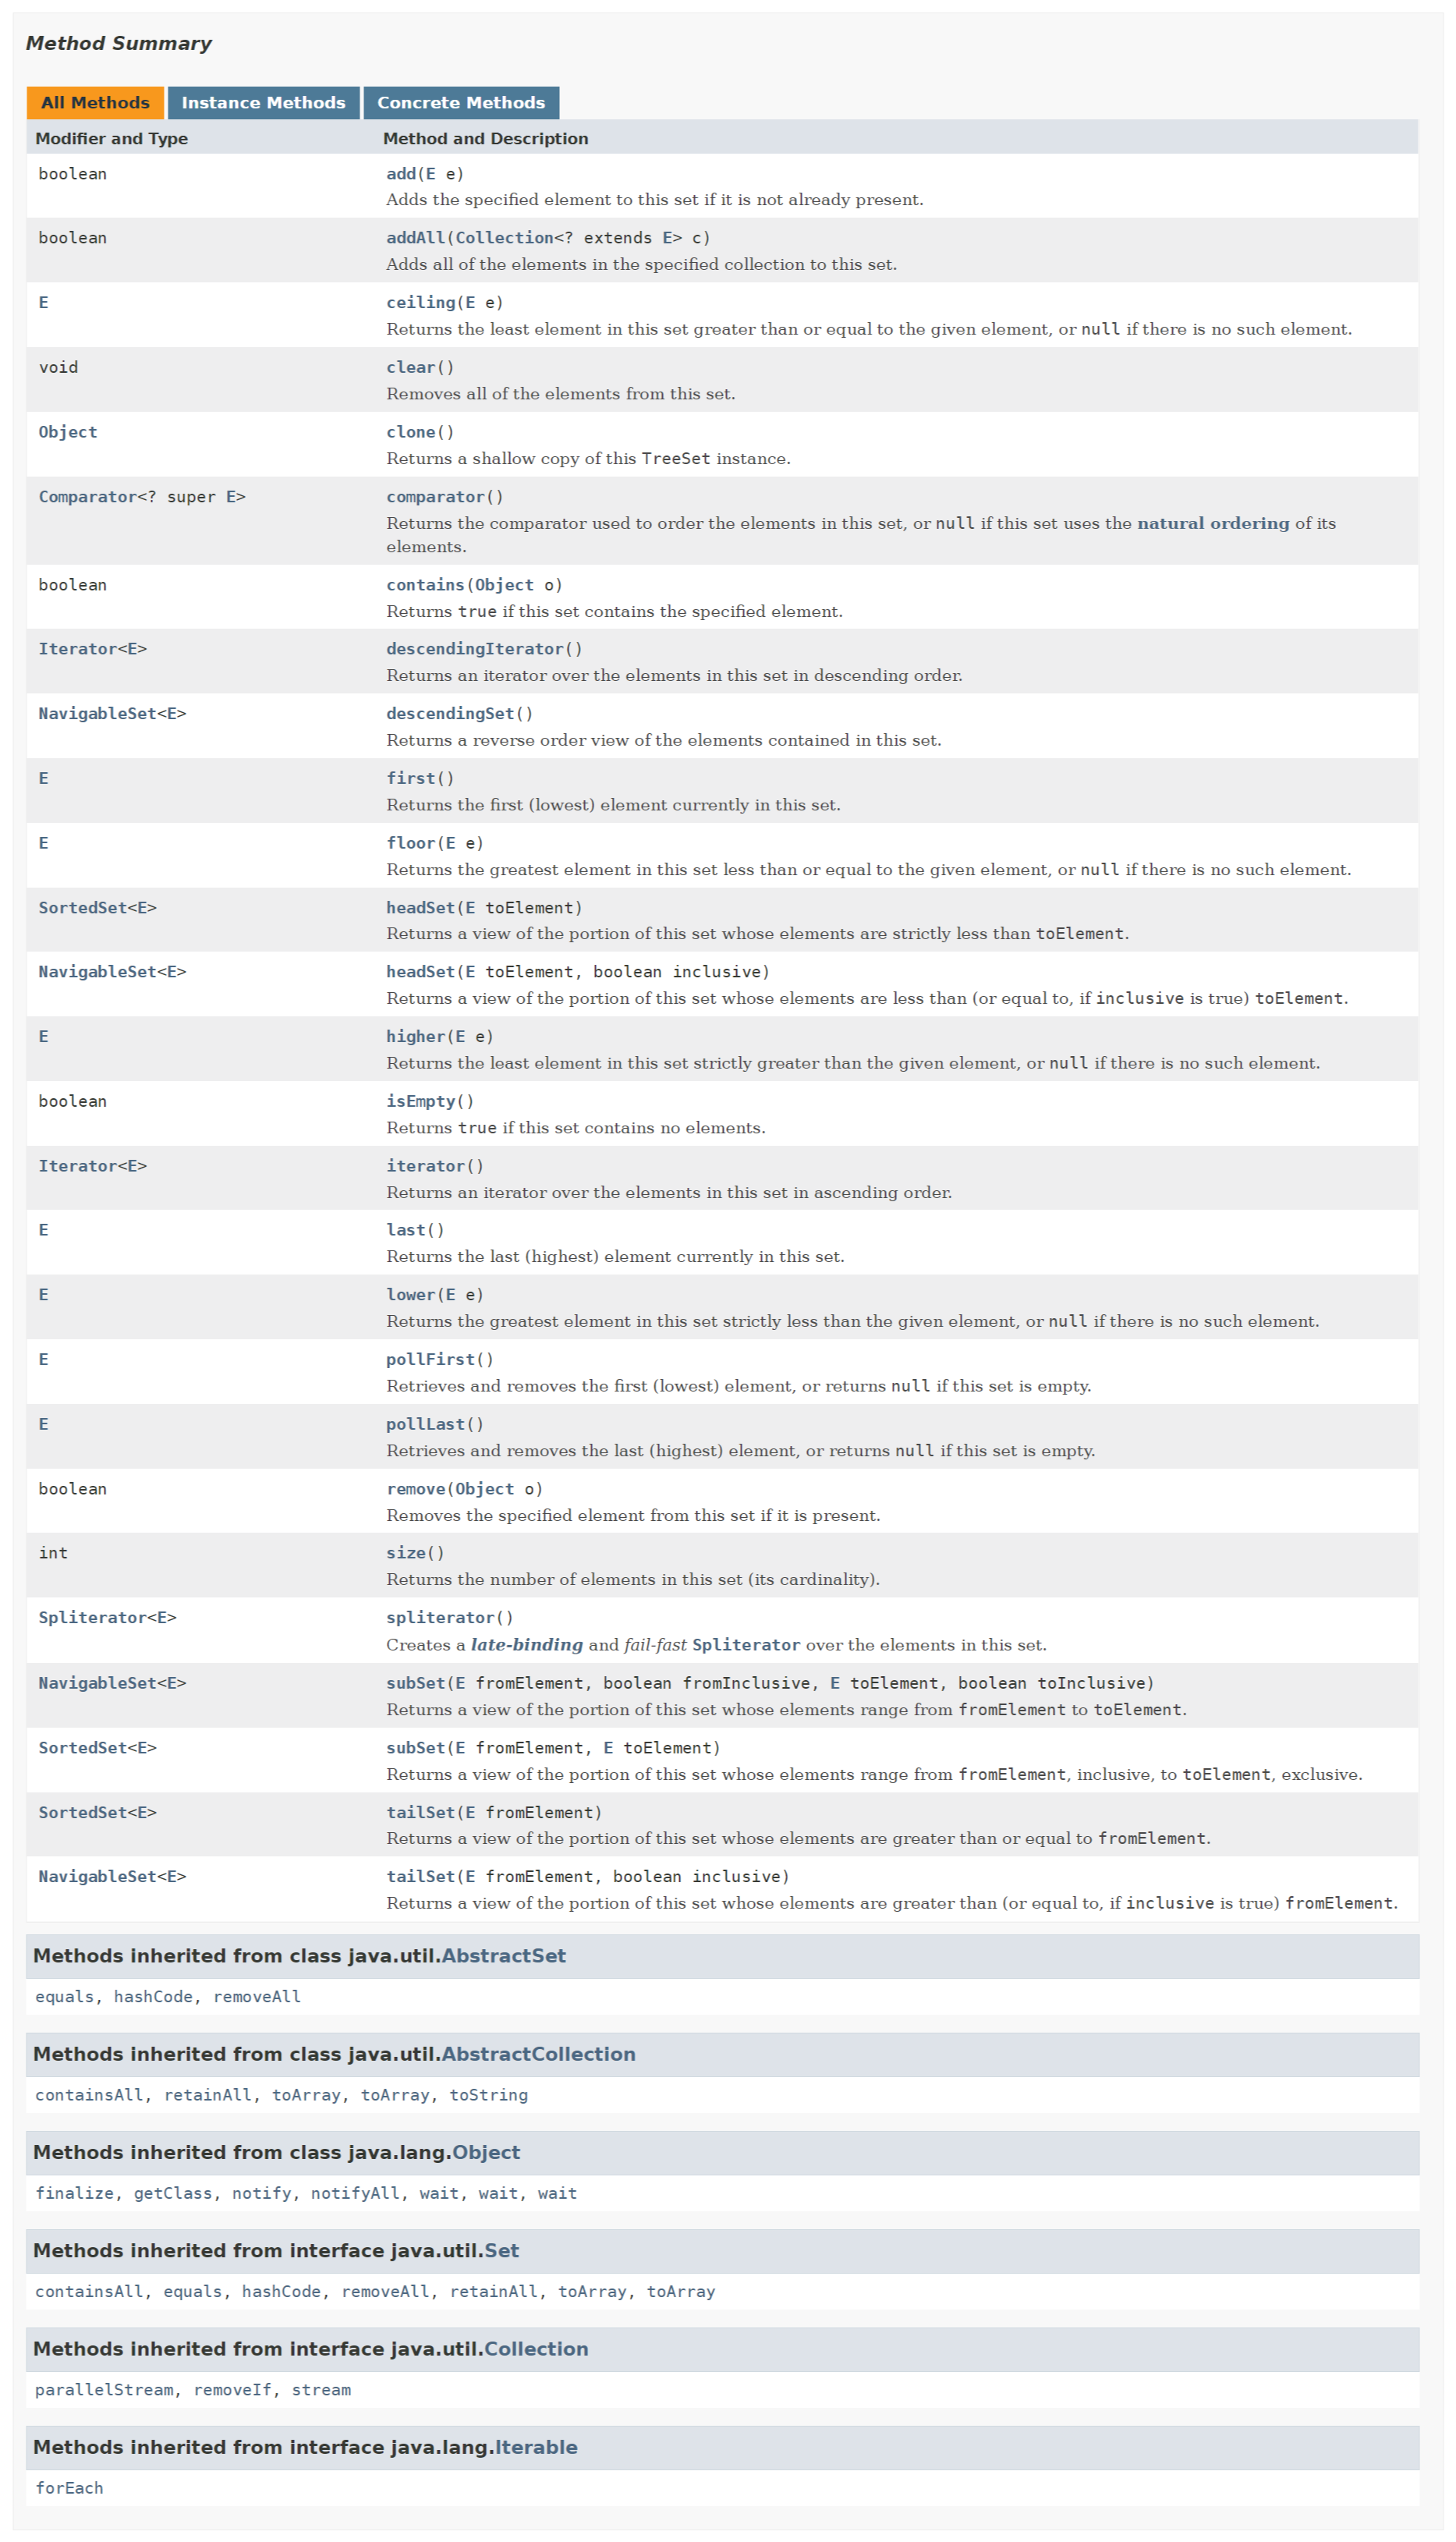 Method Summary
All Methods Instance Methods Concrete Methods
Modifier and Type Method and Description
boolean add(E e)
Adds the specified element to this set if it is not already present.
boolean addAll(Collection<? extends E> c)
Adds all of the elements in the specified collection to this set.
E ceiling(E e)
Returns the least element in this set greater than or equal to the given element, or null if there is no such element.
void clear()
Removes all of the elements from this set.
Object clone()
Returns a shallow copy of this TreeSet instance.
Comparator<? super E> comparator()
Returns the comparator used to order the elements in this set, or null if this set uses the natural ordering of its
elements.
boolean contains(Object o)
Returns true if this set contains the specified element.
Iterator<E> descendingIterator()
Returns an iterator over the elements in this set in descending order.
NavigableSet<E> descendingSet()
Returns a reverse order view of the elements contained in this set.
E first()
Returns the first (lowest) element currently in this set.
E floor(E e)
Returns the greatest element in this set less than or equal to the given element, or null if there is no such element.
SortedSet<E> headSet(E toElement)
Returns a view of the portion of this set whose elements are strictly less than toElement.
NavigableSet<E> headSet(E toElement, boolean inclusive)
Returns a view of the portion of this set whose elements are less than (or equal to, if inclusive is true) toElement.
E higher(E e)
Returns the least element in this set strictly greater than the given element, or null if there is no such element.
boolean isEmpty()
Returns true if this set contains no elements.
Iterator<E> iterator()
Returns an iterator over the elements in this set in ascending order.
E last()
Returns the last (highest) element currently in this set.
E lower(E e)
Returns the greatest element in this set strictly less than the given element, or null if there is no such element.
E pollFirst()
Retrieves and removes the first (lowest) element, or returns null if this set is empty.
E pollLast()
Retrieves and removes the last (highest) element, or returns null if this set is empty.
boolean remove(Object o)
Removes the specified element from this set if it is present.
int size()
Returns the number of elements in this set (its cardinality).
Spliterator<E> spliterator()
Creates a late-binding and fail-fast Spliterator over the elements in this set.
NavigableSet<E> subSet(E fromElement, boolean fromInclusive, E toElement, boolean toInclusive)
Returns a view of the portion of this set whose elements range from fromElement to toElement.
SortedSet<E> subSet(E fromElement, E toElement)
Returns a view of the portion of this set whose elements range from fromElement, inclusive, to toElement, exclusive.
SortedSet<E> tailSet(E fromElement)
Returns a view of the portion of this set whose elements are greater than or equal to fromElement.
NavigableSet<E> tailSet(E fromElement, boolean inclusive)
Returns a view of the portion of this set whose elements are greater than (or equal to, if inclusive is true) fromElement.
Methods inherited from class java.util.AbstractSet
equals, hashCode, removeAll
Methods inherited from class java.util.AbstractCollection
containsAll, retainAll, toArray, toArray, toString
Methods inherited from class java.lang.Object
finalize, getClass, notify, notifyAll, wait, wait, wait
Methods inherited from interface java.util.Set
containsAll, equals, hashCode, removeAll, retainAll, toArray, toArray
Methods inherited from interface java.util.Collection
parallelStream, removeIf, stream
Methods inherited from interface java.lang.Iterable
forEach